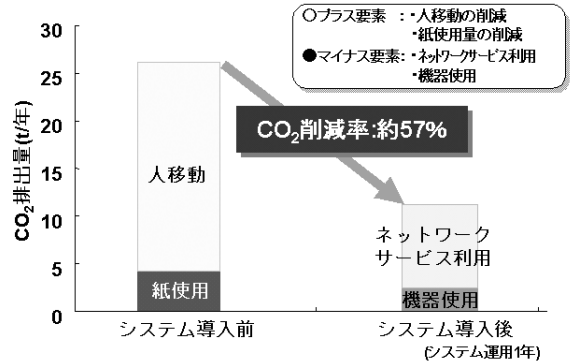 ○プラス要素 :・人移動の削減
・紙使用量の削減
●マイナス要素:・ネットワークサービス利用
・機器使用
CO2排出量(t/年)
30
25
20
15
10
5
0
CO2削減率:約57%
人移動
紙使用
ネットワーク
サービス利用
機器使用
システム導入前
システム導入後
(システム運用1年)